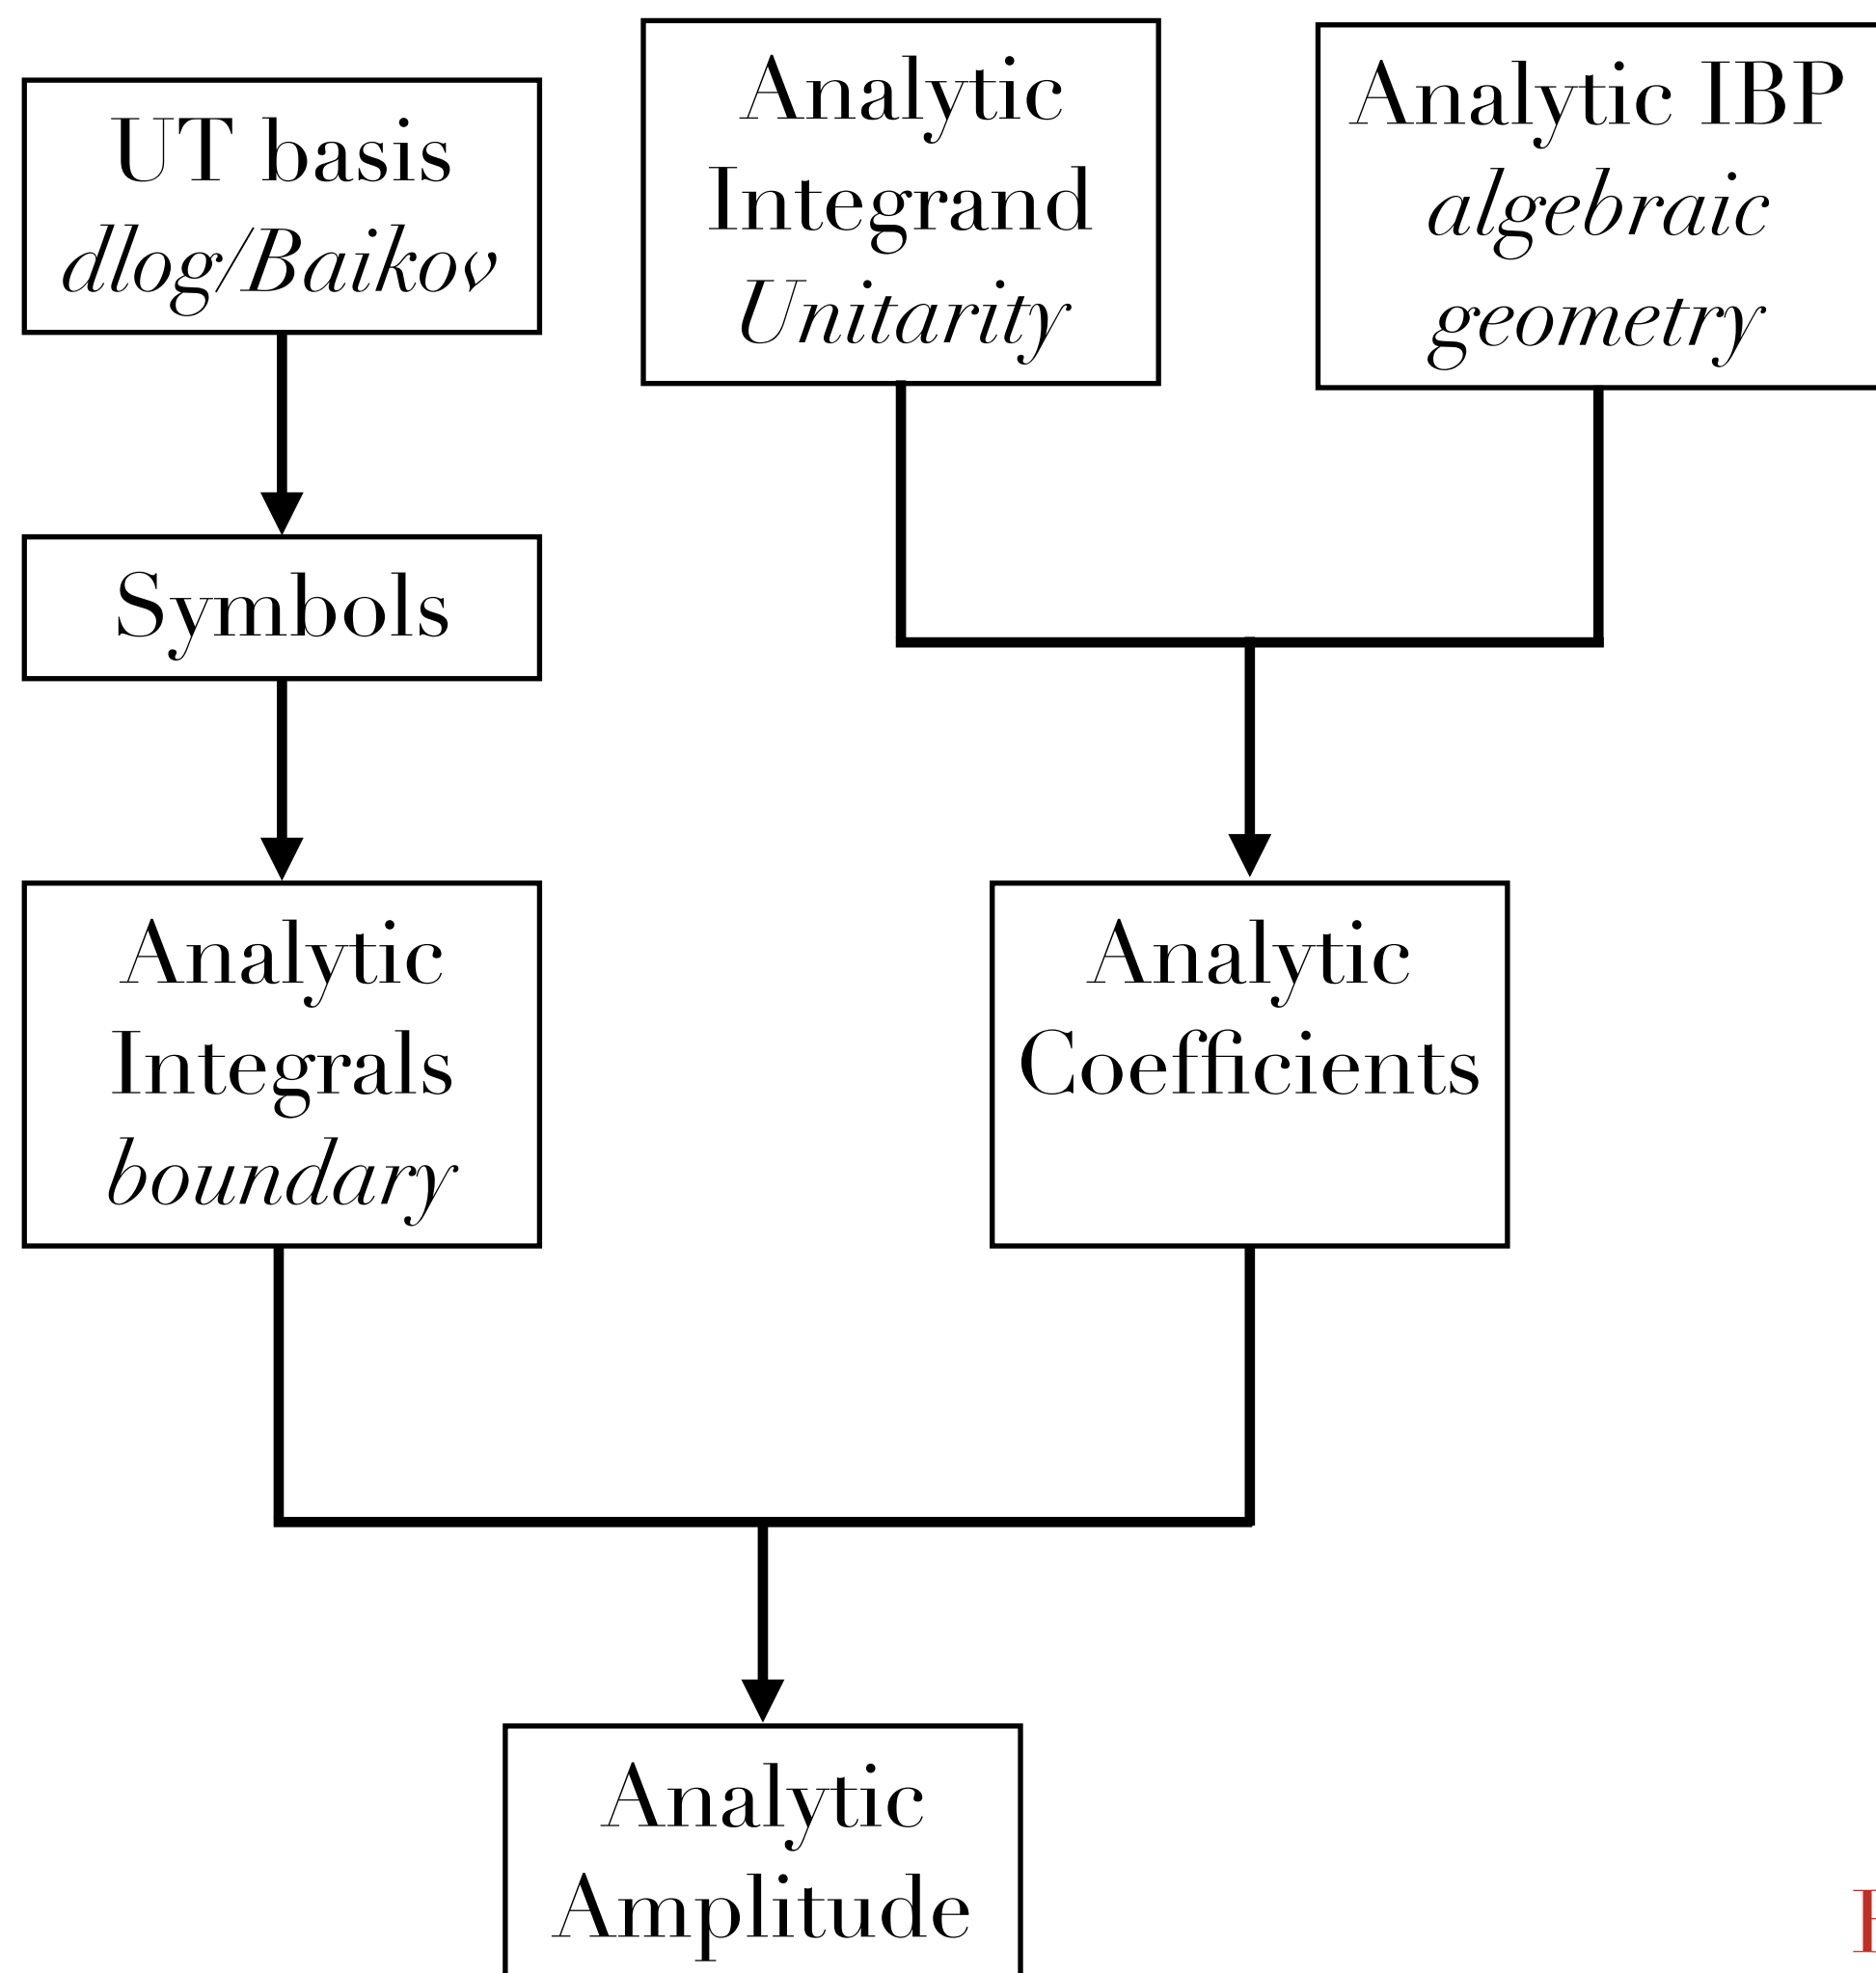 UT basis
dlog/Baikov
Analytic
Integrand
Unitarity
Analytic IBP
algebraic
geometry
Symbols
Analytic
Integrals
boundary
Analytic
Coefficients
Analytic
Amplitude